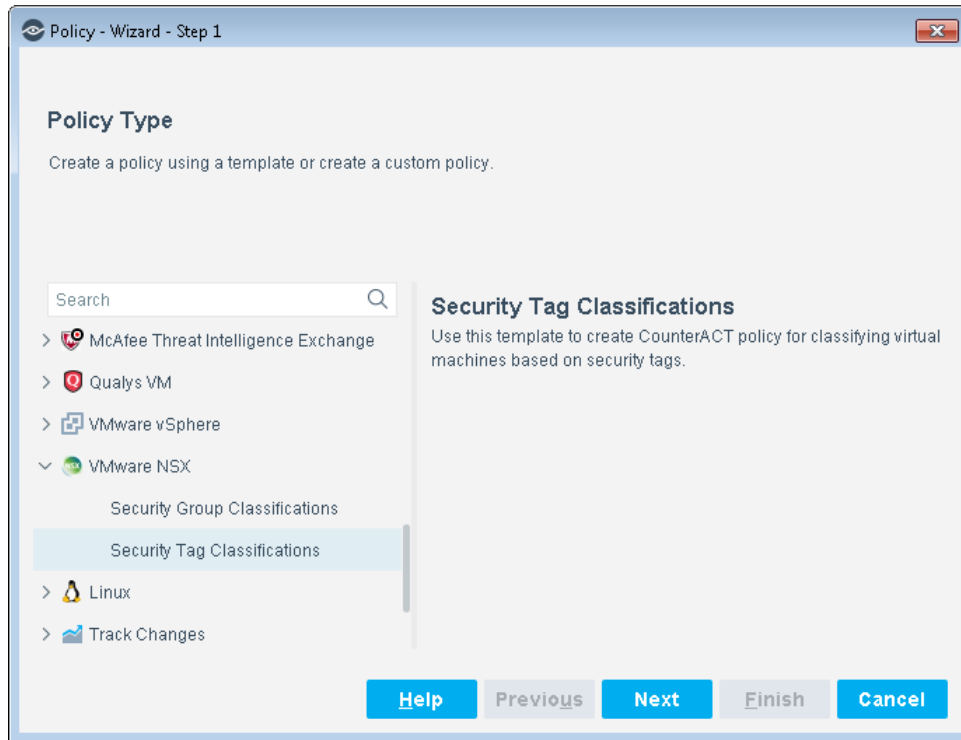 Policy - Wizard - Step 1
Policy Type
Create a policy using a template or create a custom policy.
Search
McAfee Threat Intelligence Exchange
Qualys VM
VMware vSphere
VMware NSX
Security Group Classifications
Security Tag Classifications
Linux
Track Changes
Security Tag Classifications
Use this template to create CounterACT policy for classifying virtual
machines based on security tags.
Help Previous Next Finish Cancel